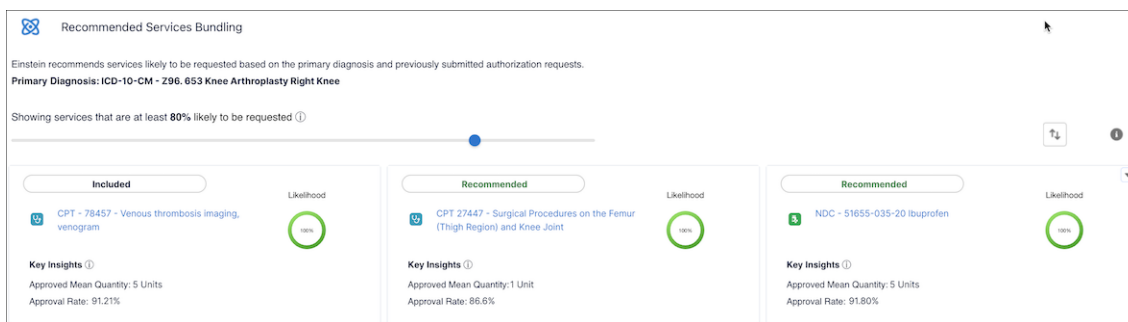 Recommended Services Bundling
Einstein recommends services likely to be requested based on the primary diagnosis and previously submitted authorization requests.
Primary Diagnosis: ICD-10-CM - Z96. 653 Knee Arthroplasty Right Knee
Showing services that are at least 80% likely to be requested
Included
Likelihood
CPT - 78457 - Venous thrombosis imaging,
venogram
100%
Key Insights
Approved Mean Quantity: 5 Units
Approval Rate: 91.21%
Recommended
Likelihood
CPT 27447 - Surgical Procedures on the Femur
(Thigh Region) and Knee Joint
100%
Key Insights
Approved Mean Quantity:1 Unit
Approval Rate: 86.6%
Recommended
Likelihood
NDC - 51655-035-20 Ibuprofen
100%
Key Insights
Approved Mean Quantity: 5 Units
Approval Rate: 91.80%